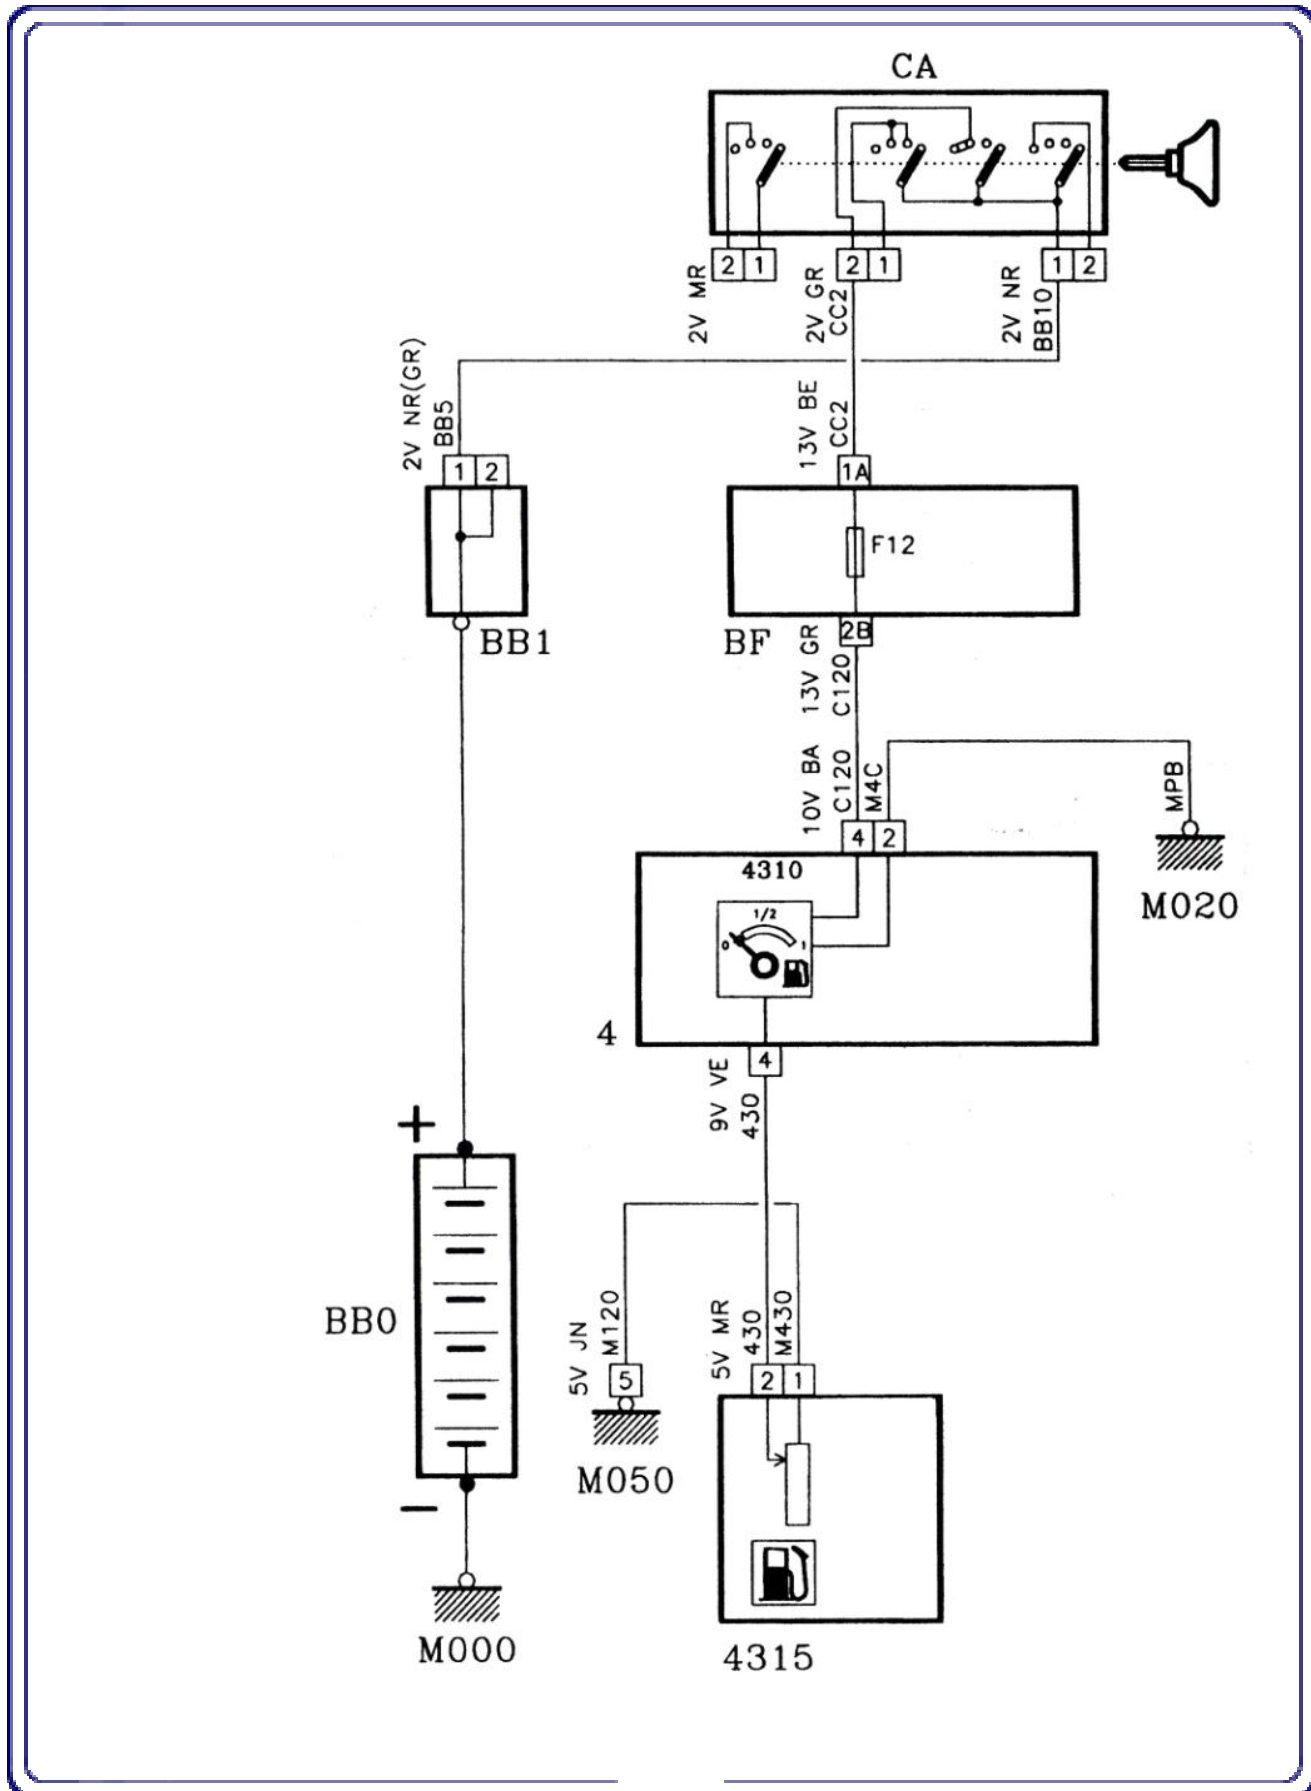 CA
2 1
2 1
1 2
2V MR
2V GR
CC2
2V NR
BB10
2V NR(GR)
BB5
13V BE
CC2
1 2
1A
F12
BB1
BF
2B
13V GR
C120
10V BA
C120
M4C
MPB
4 2
4310
M020
1/2
0
1
4
4
9V VE
430
+
BB0
5V JN
M120
5V MR
430
M430
5
2 1
M050
−
M000
4315